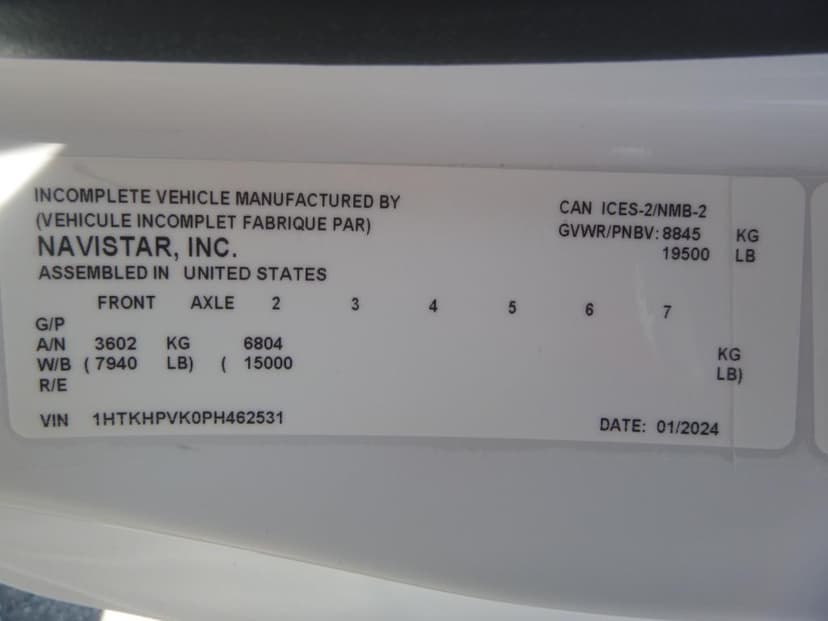 INCOMPLETE VEHICLE MANUFACTURED BY
(VEHICULE INCOMPLET FABRIQUE PAR)
NAVISTAR, INC.
ASSEMBLED IN UNITED STATES
CAN ICES-2/NMB-2
GVWR/PNBV: 8845 KG
19500 LB
FRONT AXLE 2 3 4 5 6 7
G/P
A/N 3602 KG 6804 KG
W/B ( 7940 LB) ( 15000 LB)
R/E
VIN 1HTKHPVK0PH462531 DATE: 01/2024